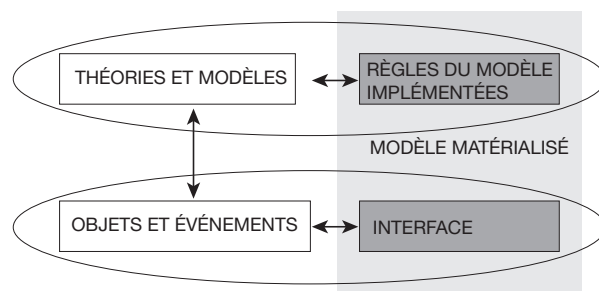 THÉORIES ET MODÈLES
RÈGLES DU MODÈLE
IMPLÉMENTÉES
MODÈLE MATÉRIALISÉ
OBJETS ET ÉVÉNEMENTS
INTERFACE